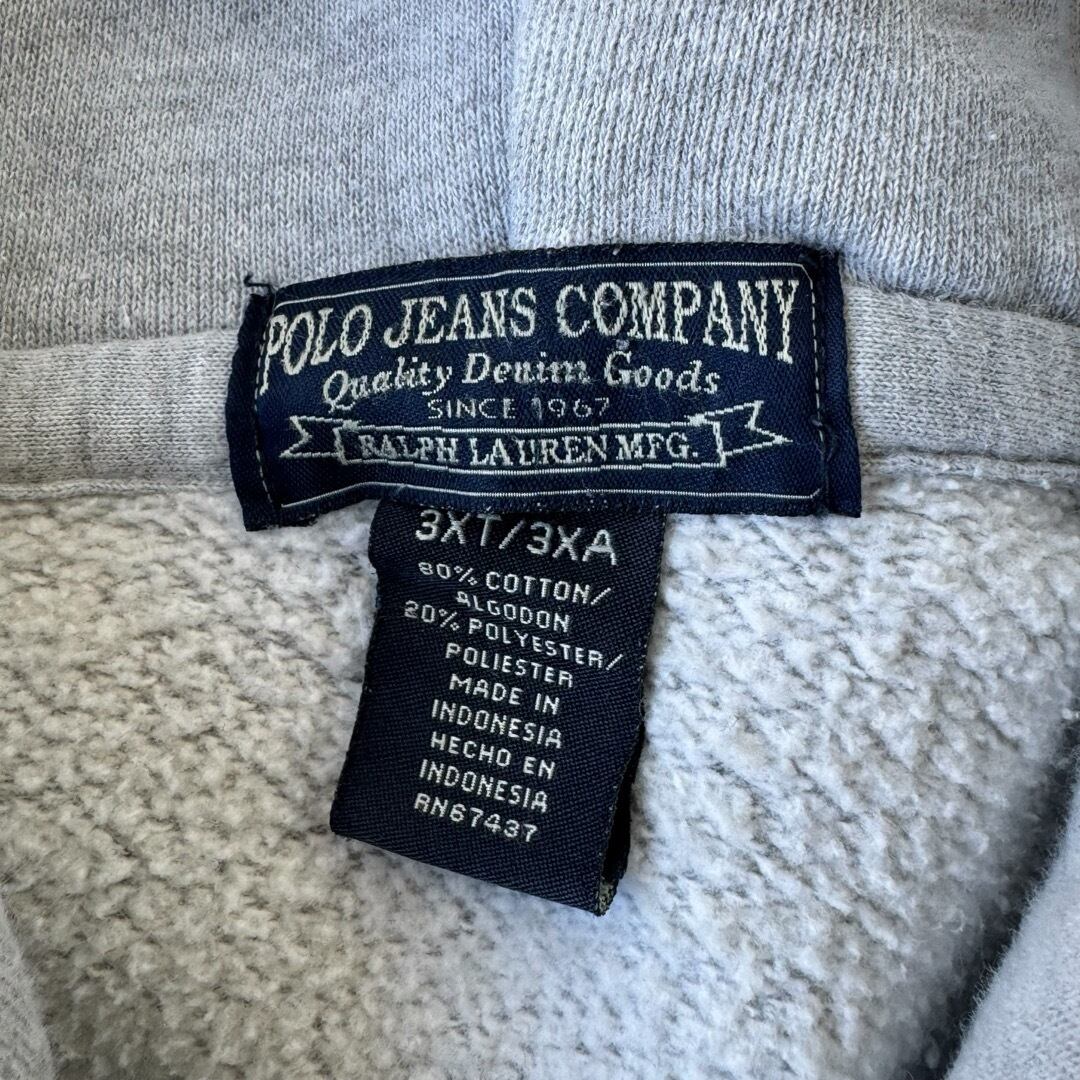 POLO JEANS COMPANY
Quality Denim Goods
SINCE 1967
RALPH LAUREN MFG.
3XT/3XA
80% COTTON/
ALGODON
20% POLYESTER/
POLIESTER
MADE IN
INDONESIA
HECHO EN
INDONESIA
RN67437